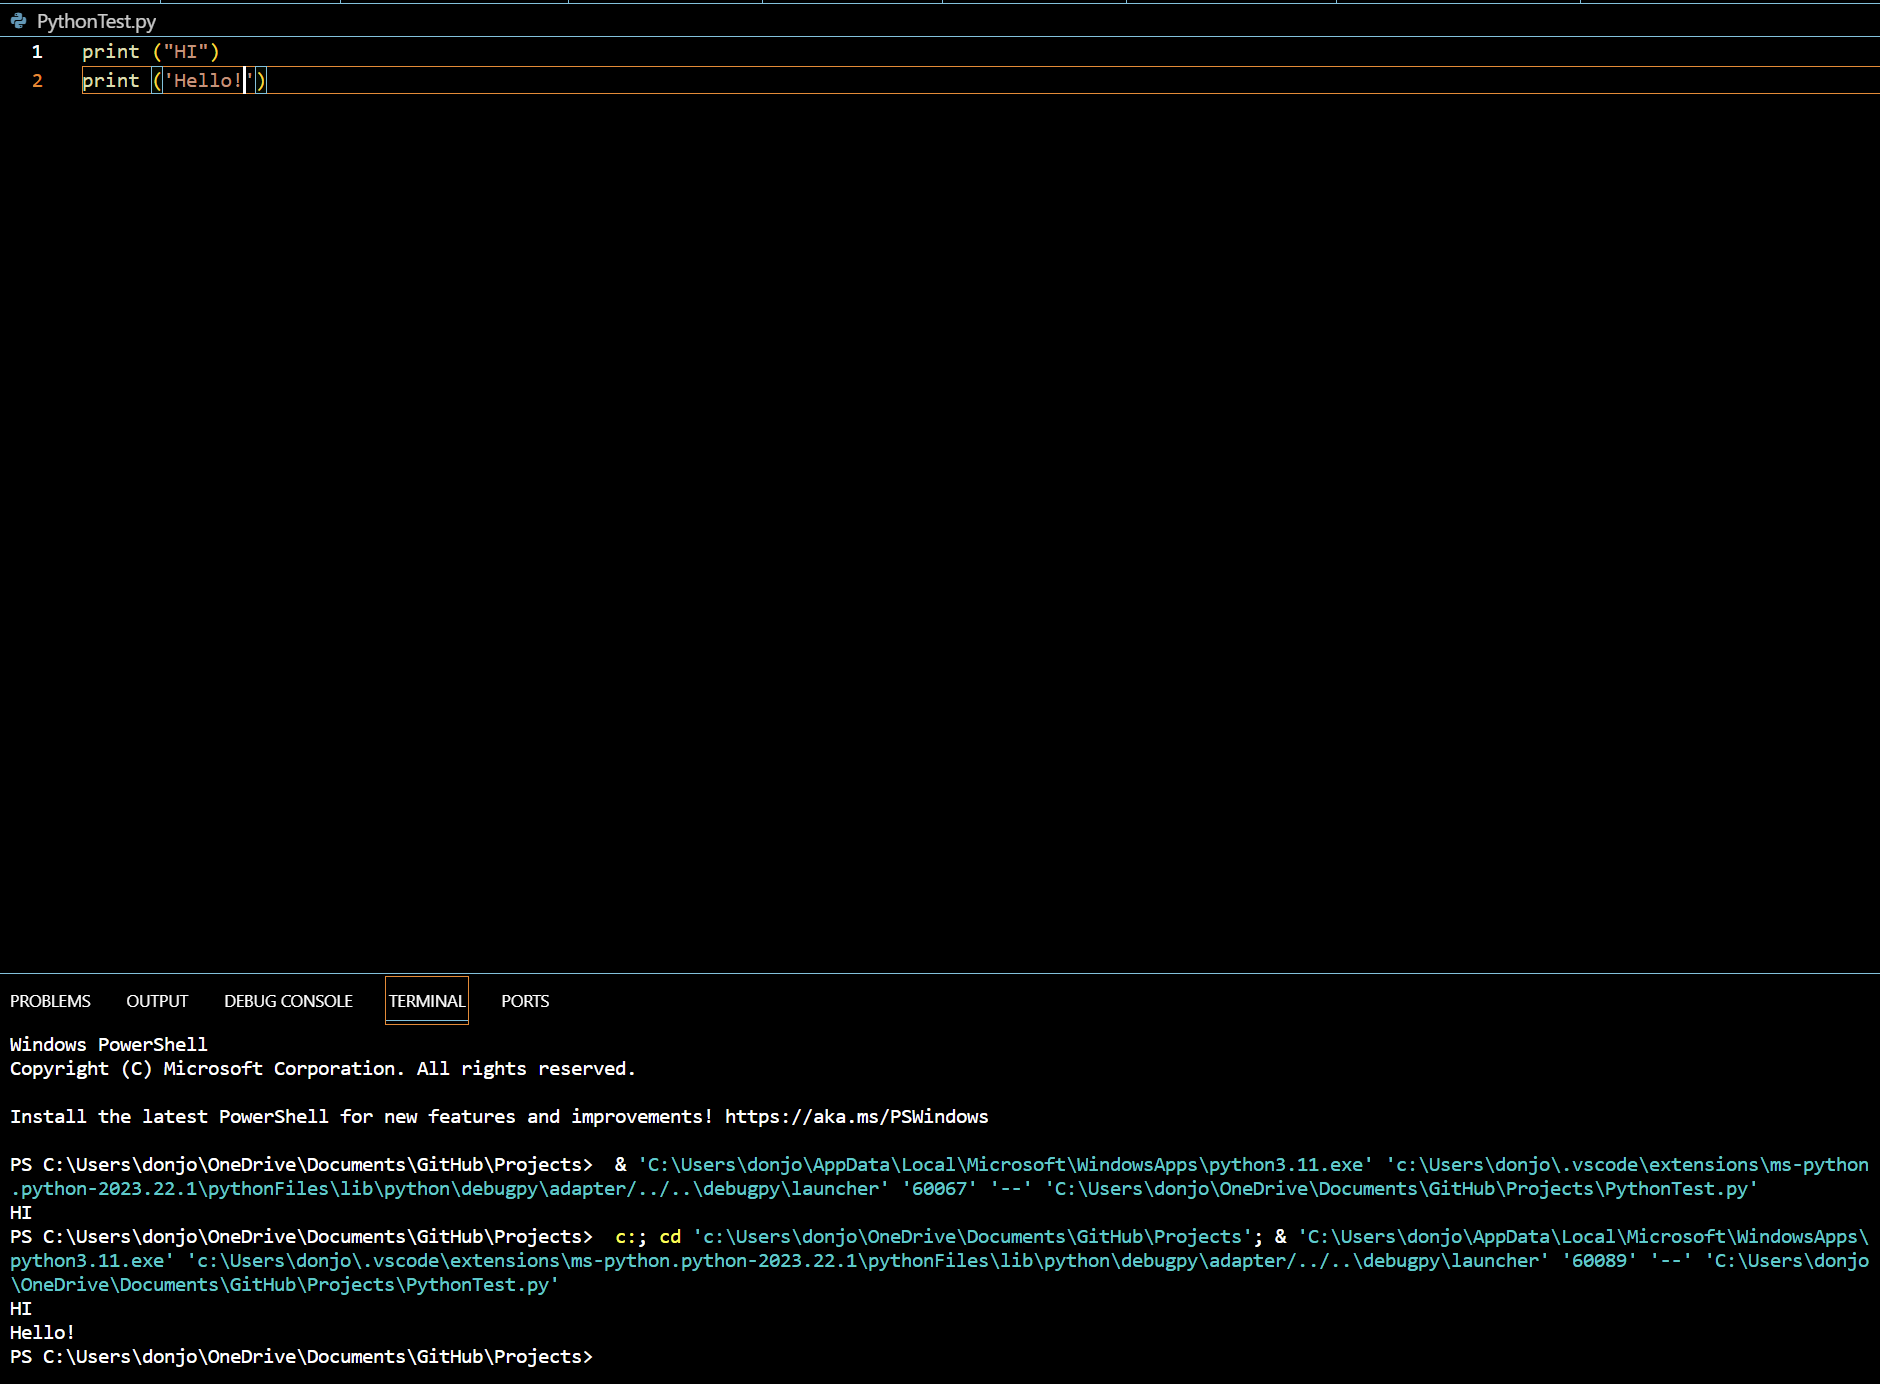 PythonTest.py
1 print ("HI")
2 print ('Hello!')
PROBLEMS OUTPUT DEBUG CONSOLE TERMINAL PORTS
Windows PowerShell
Copyright (C) Microsoft Corporation. All rights reserved.
Install the latest PowerShell for new features and improvements! https://aka.ms/PSWindows
PS C:\Users\donjo\OneDrive\Documents\GitHub\Projects>  & 'C:\Users\donjo\AppData\Local\Microsoft\WindowsApps\python3.11.exe' 'c:\Users\donjo\.vscode\extensions\ms-python
.python-2023.22.1\pythonFiles\lib\python\debugpy\adapter/../..\debugpy\launcher' '60067' '--' 'C:\Users\donjo\OneDrive\Documents\GitHub\Projects\PythonTest.py'
HI
PS C:\Users\donjo\OneDrive\Documents\GitHub\Projects>  c:; cd 'c:\Users\donjo\OneDrive\Documents\GitHub\Projects'; & 'C:\Users\donjo\AppData\Local\Microsoft\WindowsApps\
python3.11.exe' 'c:\Users\donjo\.vscode\extensions\ms-python.python-2023.22.1\pythonFiles\lib\python\debugpy\adapter/../..\debugpy\launcher' '60089' '--' 'C:\Users\donjo
\OneDrive\Documents\GitHub\Projects\PythonTest.py'
HI
Hello!
PS C:\Users\donjo\OneDrive\Documents\GitHub\Projects>